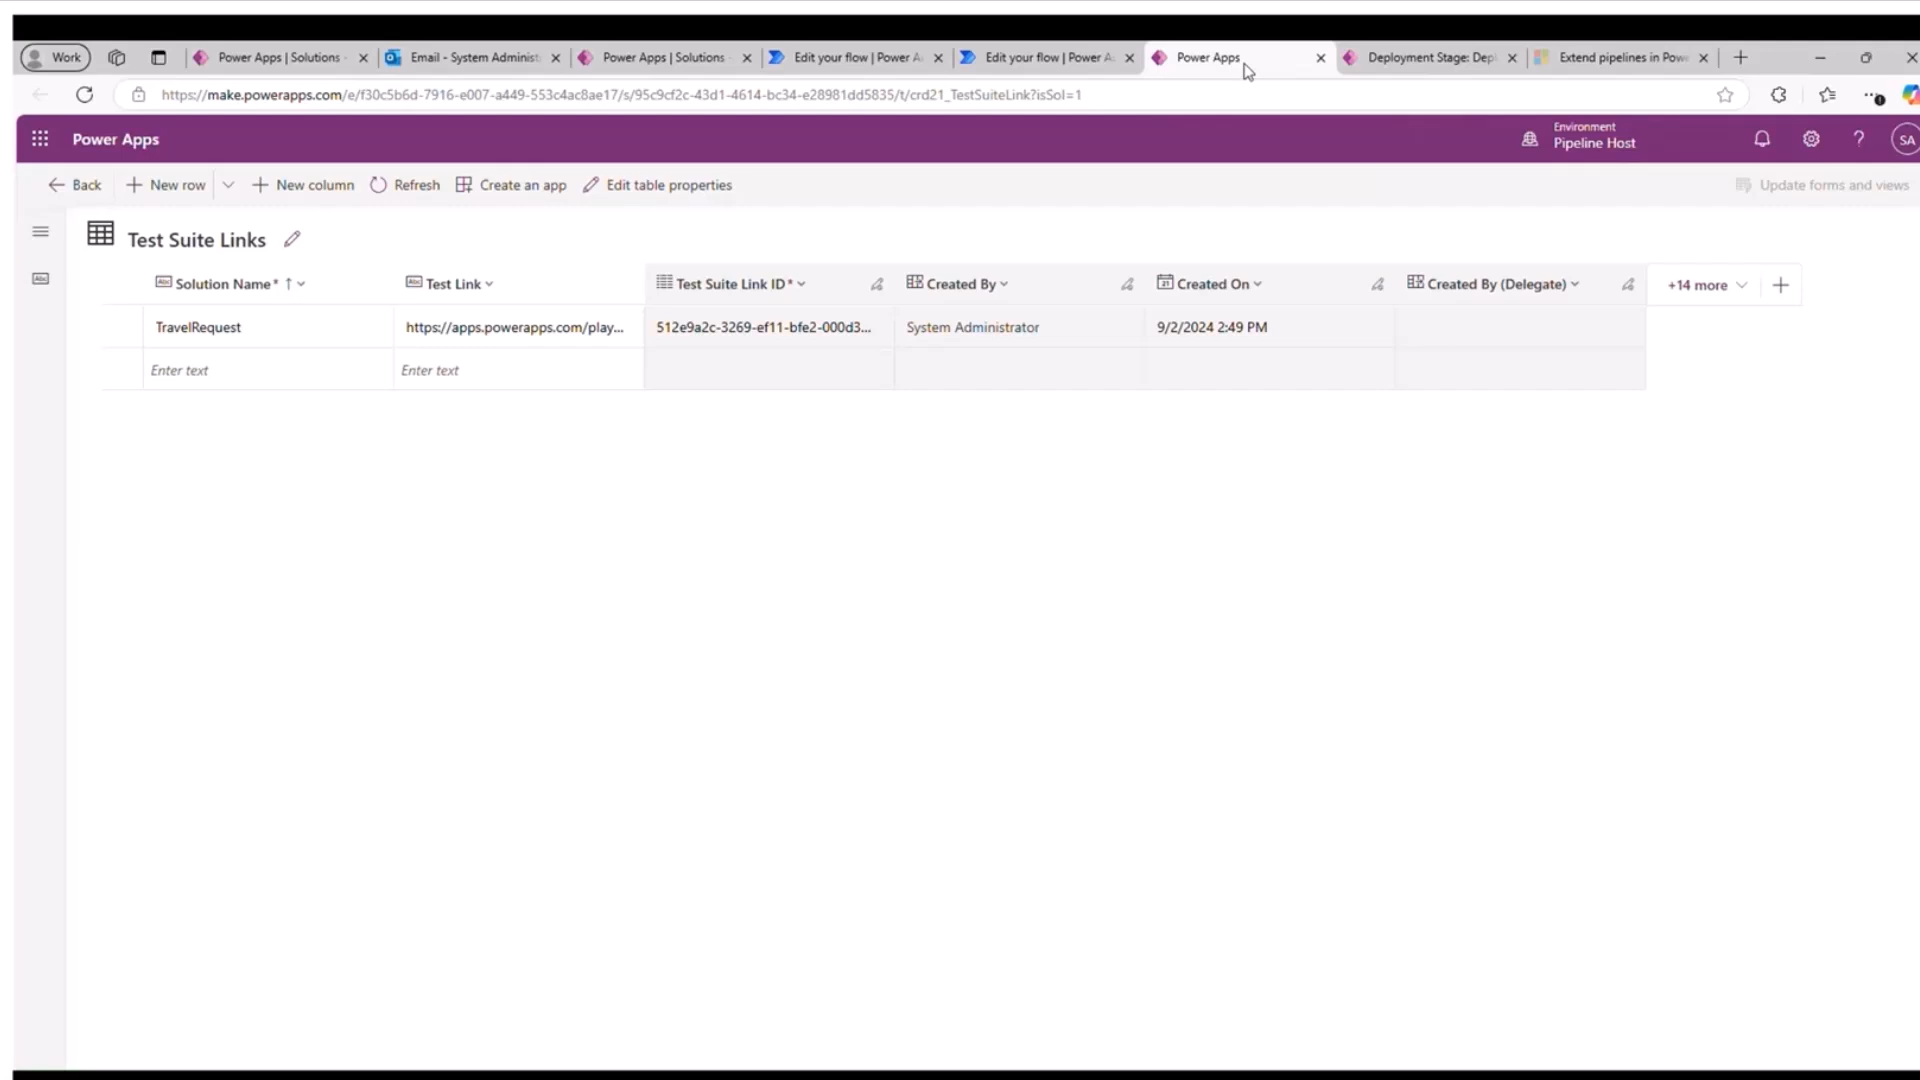 Work
Power Apps | Solutions -
Email - System Administ
Power Apps | Solutions -
Edit your flow | Power A
Edit your flow | Power A
Power Apps
Deployment Stage: Depl
Extend pipelines in Powe
https://make.powerapps.com/e/f30c5b6d-7916-e007-a449-553c4ac8ae17/s/95c9cf2c-43d1-4614-bc34-e28981dd5835/t/crd21_TestSuiteLink?isSol=1
Power Apps
Environment
Pipeline Host
?
SA
Back
New row
New column
Refresh
Create an app
Edit table properties
Update forms and views
Test Suite Links
Abc Solution Name *
Abc Test Link
Test Suite Link ID *
Created By
21 Created On
Created By (Delegate)
+14 more
Abc
TravelRequest
https://apps.powerapps.com/play...
512e9a2c-3269-ef11-bfe2-000d3...
System Administrator
9/2/2024 2:49 PM
Enter text
Enter text